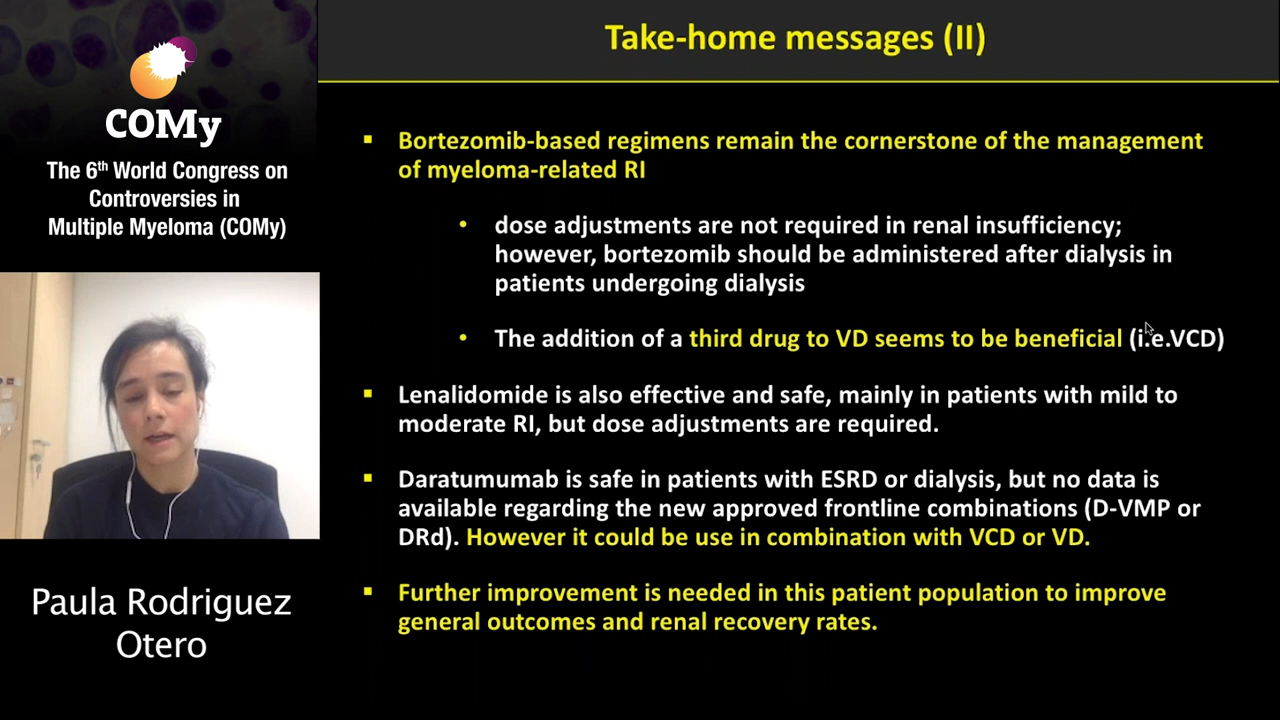 COMy
The 6th World Congress on
Controversies in
Multiple Myeloma (COMy)
Paula Rodriguez
Otero
Take-home messages (II)
▪ Bortezomib-based regimens remain the cornerstone of the management
of myeloma-related RI
• dose adjustments are not required in renal insufficiency;
however, bortezomib should be administered after dialysis in
patients undergoing dialysis
• The addition of a third drug to VD seems to be beneficial (i.e.VCD)
▪ Lenalidomide is also effective and safe, mainly in patients with mild to
moderate RI, but dose adjustments are required.
▪ Daratumumab is safe in patients with ESRD or dialysis, but no data is
available regarding the new approved frontline combinations (D-VMP or
DRd). However it could be use in combination with VCD or VD.
▪ Further improvement is needed in this patient population to improve
general outcomes and renal recovery rates.